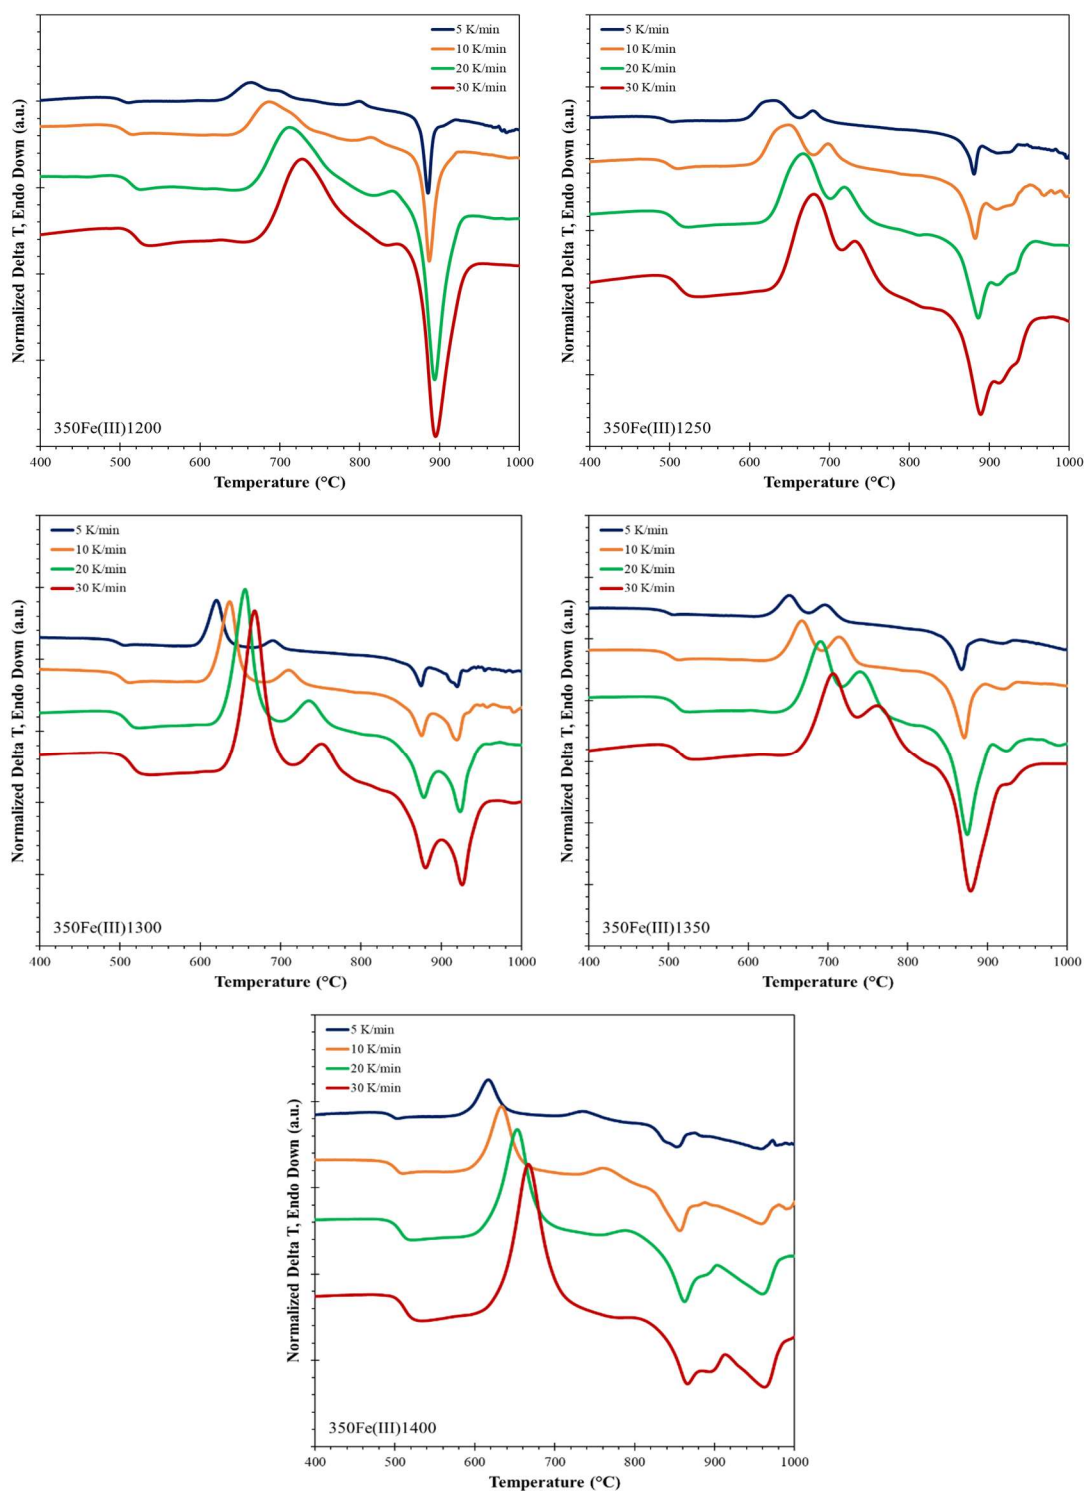 Normalized Delta T, Endo Down (a.u.)
5 K/min
10 K/min
20 K/min
30 K/min
350Fe(III)1200
400 500 600 700 800 900 1000
Temperature (°C)
Normalized Delta T, Endo Down (a.u.)
5 K/min
10 K/min
20 K/min
30 K/min
350Fe(III)1250
400 500 600 700 800 900 1000
Temperature (°C)
Normalized Delta T, Endo Down (a.u.)
5 K/min
10 K/min
20 K/min
30 K/min
350Fe(III)1300
400 500 600 700 800 900 1000
Temperature (°C)
Normalized Delta T, Endo Down (a.u.)
5 K/min
10 K/min
20 K/min
30 K/min
350Fe(III)1350
400 500 600 700 800 900 1000
Temperature (°C)
Normalized Delta T, Endo Down (a.u.)
5 K/min
10 K/min
20 K/min
30 K/min
350Fe(III)1400
400 500 600 700 800 900 1000
Temperature (°C)